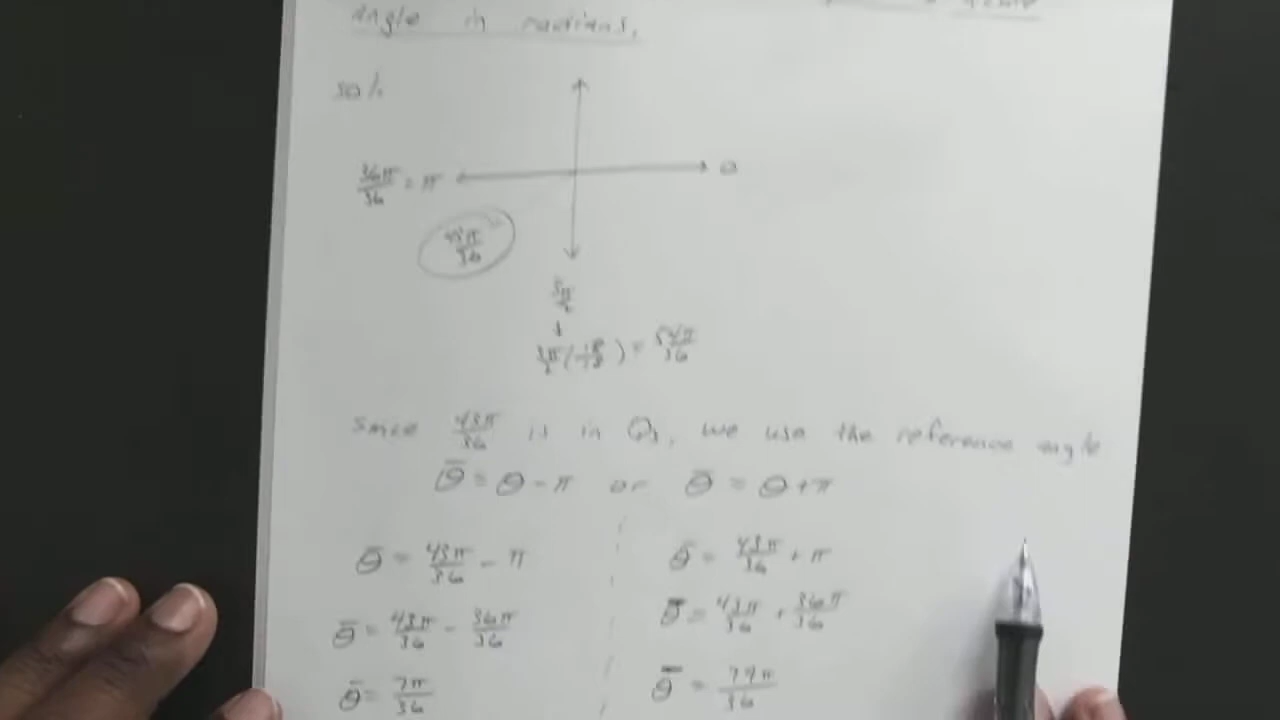 angle in radians.
sol:
36π/36 = π
0
43π/36
3π/2
↓
3π/2 (18/18) = 54π/36
Since 43π/36 is in Q3, we use the reference angle
θ̄ = θ - π or θ̄ = θ + π
θ̄ = 43π/36 - π
θ̄ = 43π/36 + π
θ̄ = 43π/36 - 36π/36
θ̄ = 43π/36 + 36π/36
θ̄ = 7π/36
θ̄ = 79π/36